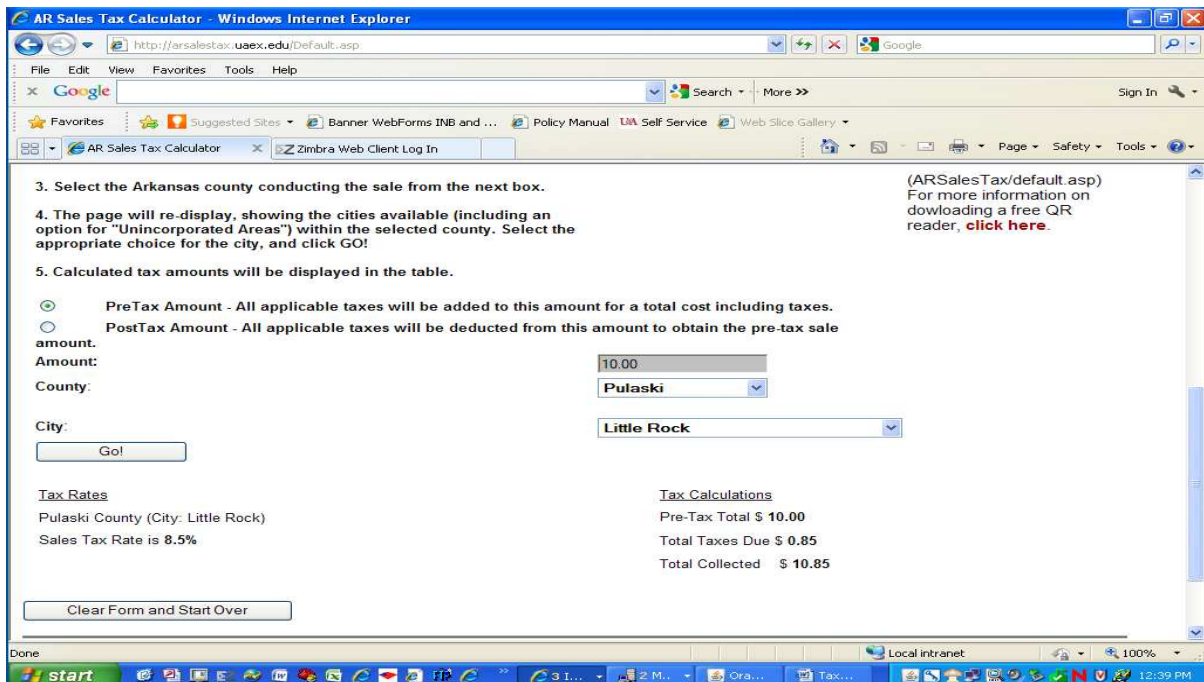 AR Sales Tax Calculator - Windows Internet Explorer
http://arsalestax.uaex.edu/Default.asp
Google
File Edit View Favorites Tools Help
x Google Search More >> Sign In
Favorites Suggested Sites Banner WebForms INB and ... Policy Manual UA Self Service Web Slice Gallery
AR Sales Tax Calculator X Zimbra Web Client Log In Page Safety Tools
3. Select the Arkansas county conducting the sale from the next box.
4. The page will re-display, showing the cities available (including an
option for "Unincorporated Areas") within the selected county. Select the
appropriate choice for the city, and click GO!
5. Calculated tax amounts will be displayed in the table.
(ARSalesTax/default.asp)
For more information on
dowloading a free QR
reader, click here.
PreTax Amount - All applicable taxes will be added to this amount for a total cost including taxes.
PostTax Amount - All applicable taxes will be deducted from this amount to obtain the pre-tax sale
amount.
Amount: 10.00
County: Pulaski
City: Little Rock
Go!
Tax Rates
Pulaski County (City: Little Rock)
Sales Tax Rate is 8.5%
Tax Calculations
Pre-Tax Total $ 10.00
Total Taxes Due $ 0.85
Total Collected $ 10.85
Clear Form and Start Over
Done Local intranet 100%
start 3 I... 2 M... Ora... Tax... 12:39 PM